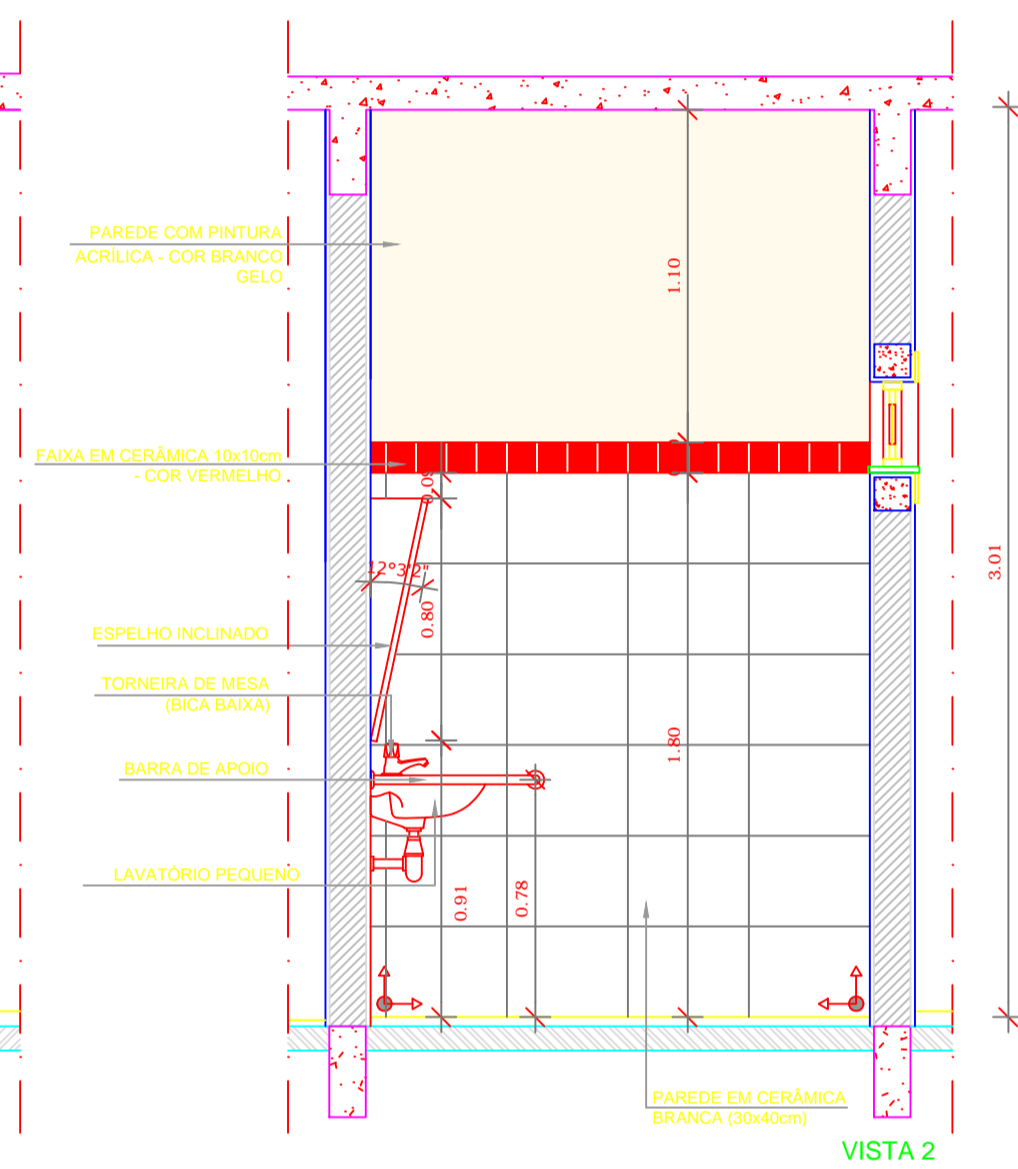 PAREDE COM PINTURA
ACRÍLICA - COR BRANCO
GELO
1.10
FAIXA EM CERÂMICA 10x10cm
- COR VERMELHO
0,09
3.01
12°3'2"
0.80
ESPELHO INCLINADO
TORNEIRA DE MESA
(BICA BAIXA)
1.80
BARRA DE APOIO
LAVATÓRIO PEQUENO
0.91
0.78
PAREDE EM CERÂMICA
BRANCA (30x40cm)
VISTA 2